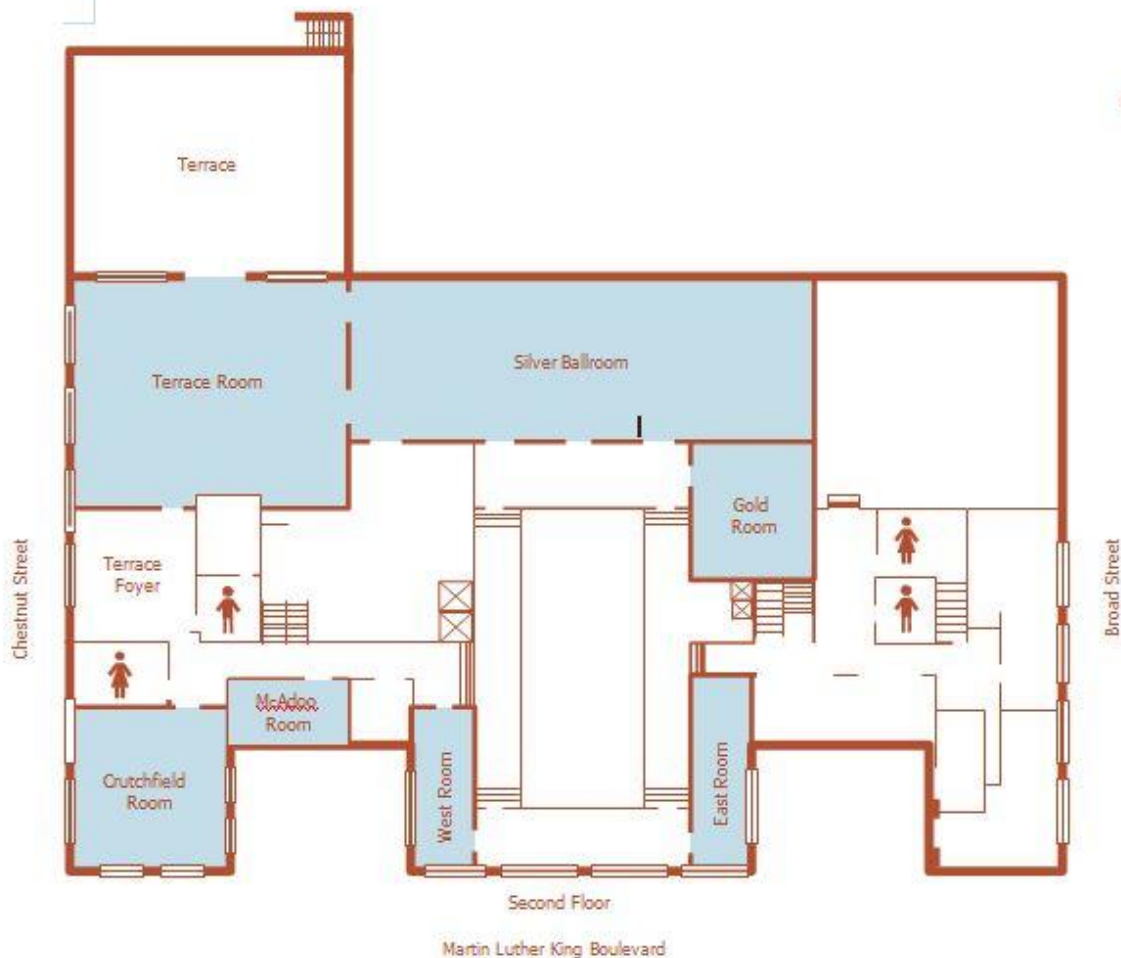 Terrace
Terrace Room
Silver Ballroom
Gold
Room
Terrace
Foyer
Chestnut Street
Broad Street
McAdoo
Room
Crutchfield
Room
West Room
East Room
Second Floor
Martin Luther King Boulevard